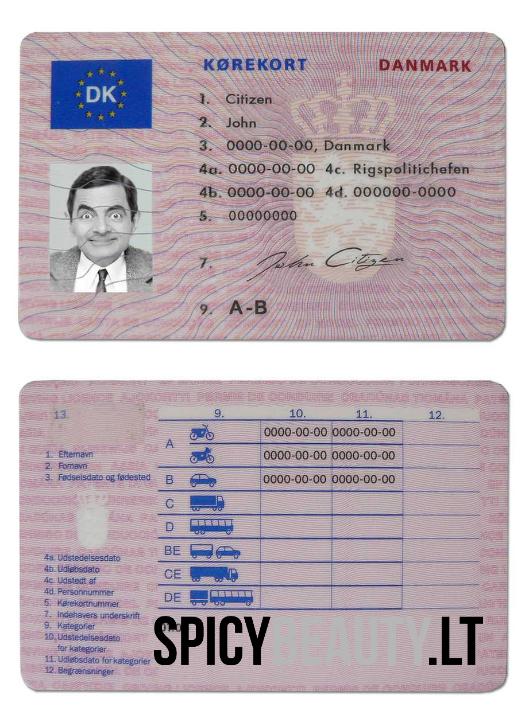 DK
KØREKORT DANMARK
1. Citizen
2. John
3. 0000-00-00, Danmark
4a. 0000-00-00 4c. Rigspolitichefen
4b. 0000-00-00 4d. 000000-0000
5. 00000000
7. John Citizen
9. A-B
13.
9. 10. 11. 12.
A 0000-00-00 0000-00-00
0000-00-00 0000-00-00
B 0000-00-00 0000-00-00
C
D
BE
CE
DE
1. Efternavn
2. Fornavn
3. Fødselsdato og fødested
4a. Udstedelsesdato
4b. Udløbsdato
4c. Udstedt af
4d. Personnummer
5. Kørekortnummer
7. Indehavers underskrift
9. Kategorier
10. Udstedelsesdato
for kategorier
11. Udløbsdato for kategorier
12. Begrænsninger
SPICYBEAUTY.LT